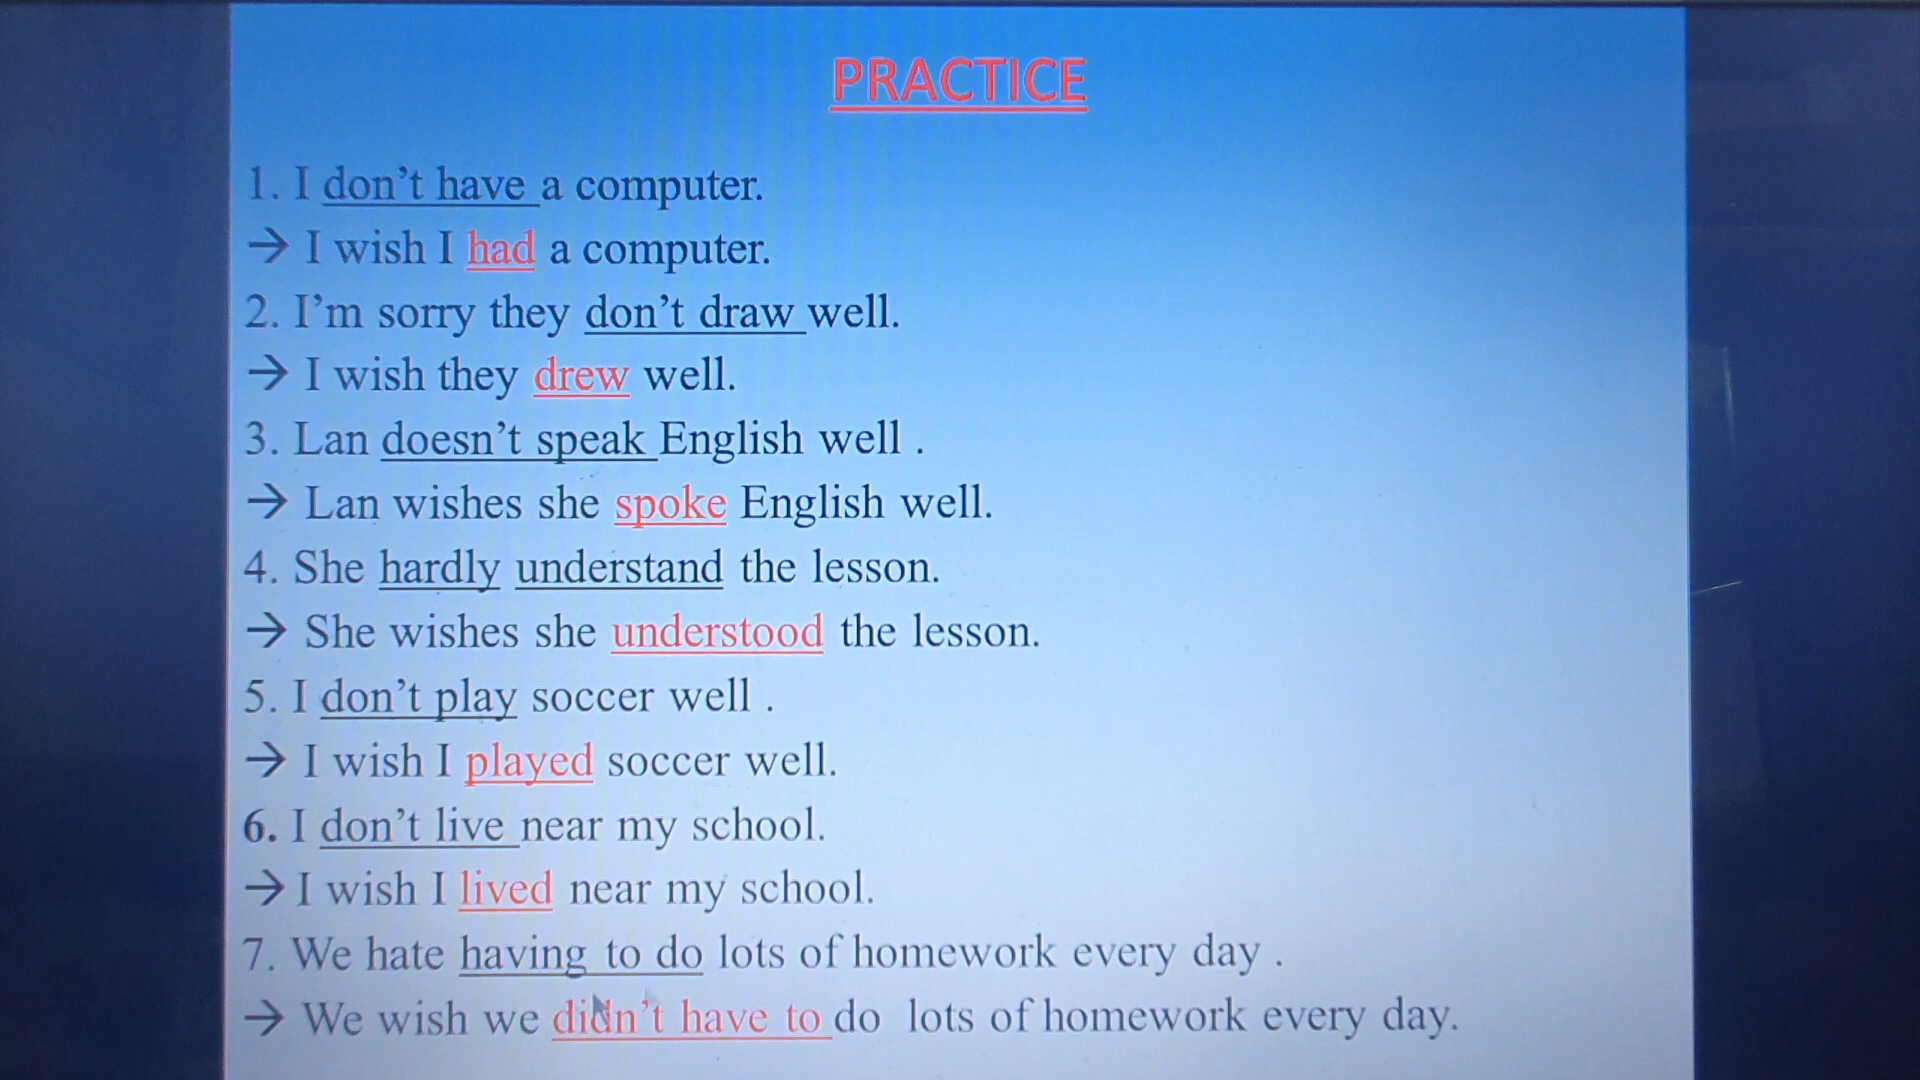 PRACTICE
1. I don't have a computer.
→ I wish I had a computer.
2. I'm sorry they don't draw well.
→ I wish they drew well.
3. Lan doesn't speak English well .
→ Lan wishes she spoke English well.
4. She hardly understand the lesson.
→ She wishes she understood the lesson.
5. I don't play soccer well .
→ I wish I played soccer well.
6. I don't live near my school.
→ I wish I lived near my school.
7. We hate having to do lots of homework every day .
→ We wish we didn't have to do lots of homework every day.